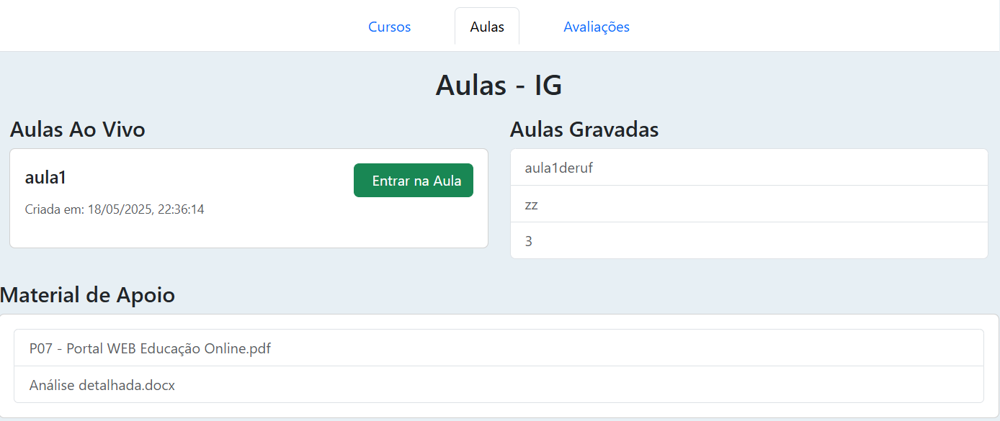 Cursos
Aulas
Avaliações
Aulas - IG
Aulas Ao Vivo
aula1
Entrar na Aula
Criada em: 18/05/2025, 22:36:14
Aulas Gravadas
aula1deruf
zz
3
Material de Apoio
P07 - Portal WEB Educação Online.pdf
Análise detalhada.docx